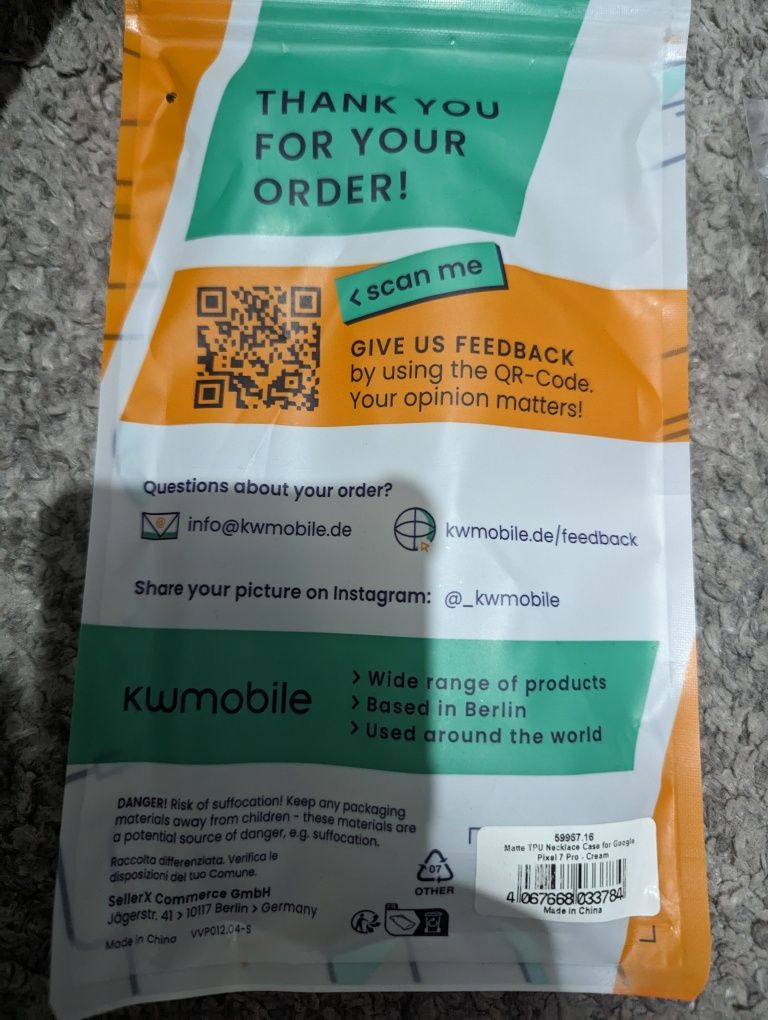 THANK YOU
FOR YOUR
ORDER!
< scan me
GIVE US FEEDBACK
by using the QR-Code.
Your opinion matters!
Questions about your order?
info@kwmobile.de
kwmobile.de/feedback
Share your picture on Instagram: @_kwmobile
kwmobile
> Wide range of products
> Based in Berlin
> Used around the world
DANGER! Risk of suffocation! Keep any packaging
materials away from children - these materials are
a potential source of danger, e.g. suffocation.
Raccolta differenziata. Verifica le
disposizioni del tuo Comune.
SellerX Commerce GmbH
Jägerstr. 41 > 10117 Berlin > Germany
Made in China VVP012.04-S
07
OTHER
59957.16
Matte TPU Necklace Case for Google
Pixel 7 Pro - Cream
4 067668 033784
Made in China